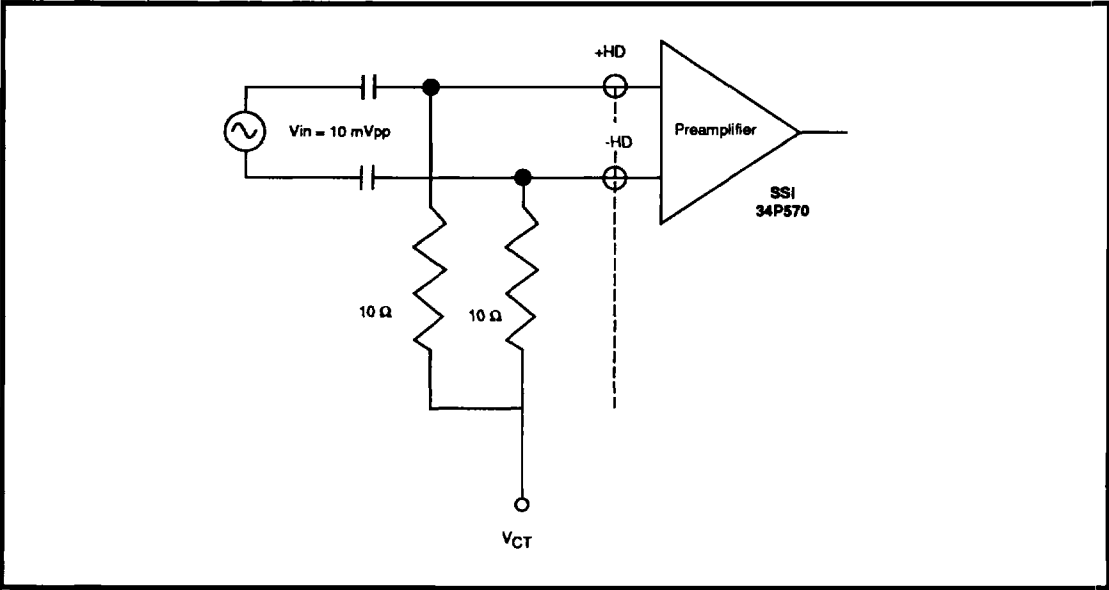 +HD
Vin = 10 mVpp
Preamplifier
-HD
SSI
34P570
10 Ω
10 Ω
VCT